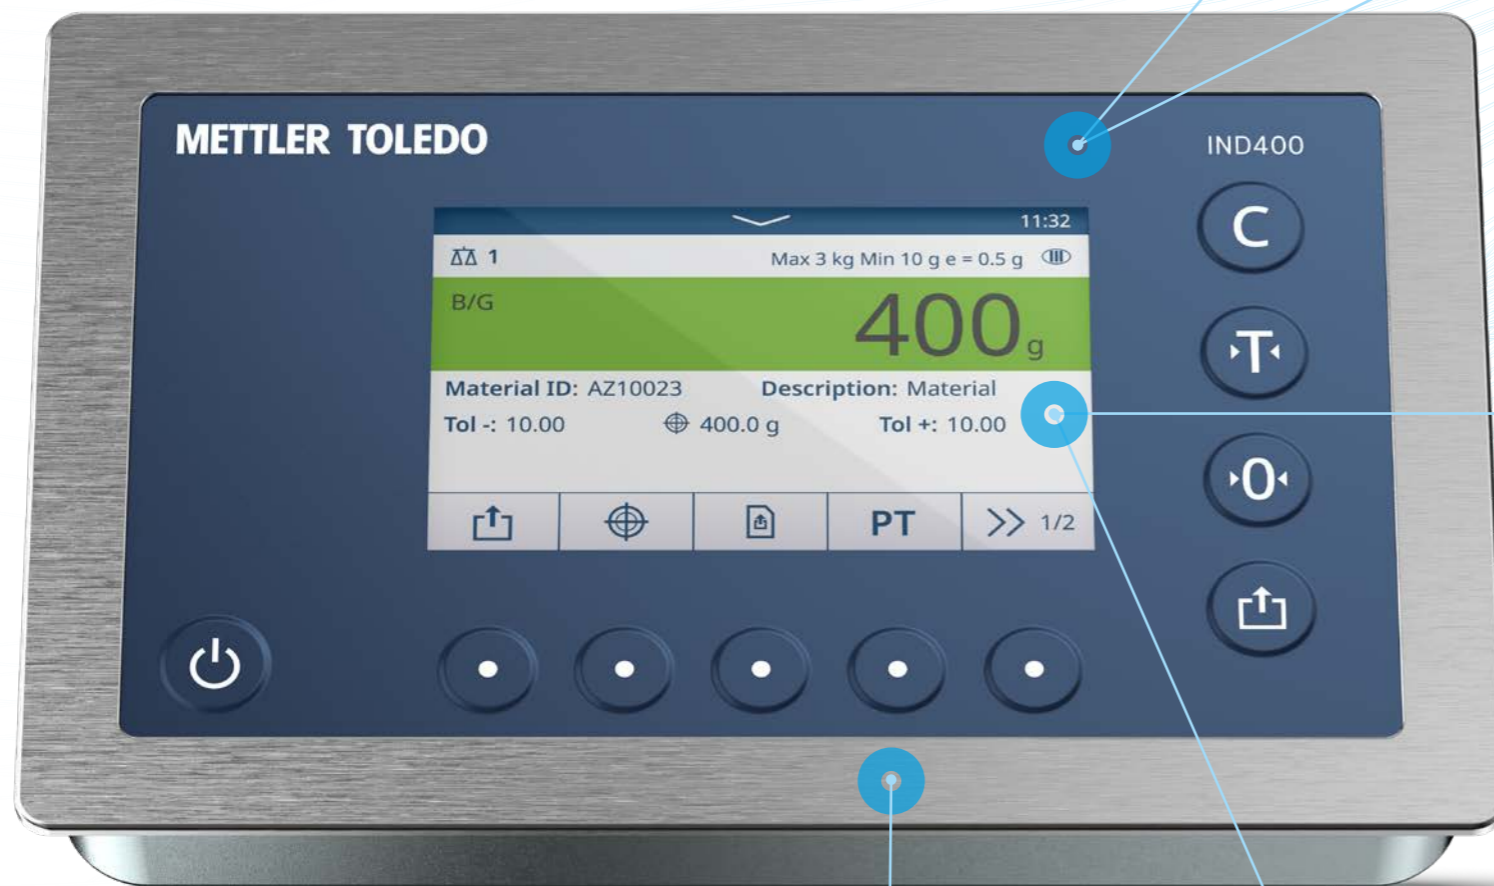 METTLER TOLEDO
IND400
11:32
1
Max 3 kg Min 10 g e = 0.5 g III
B/G
400 g
Material ID: AZ10023 Description: Material
Tol -: 10.00 400.0 g Tol +: 10.00
PT
1/2
C
T
0